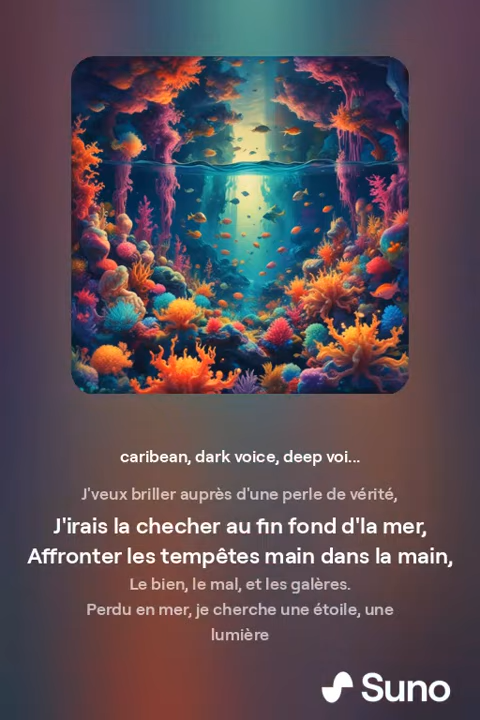 caribean, dark voice, deep voi...
J'veux briller auprès d'une perle de vérité,
J'irais la checher au fin fond d'la mer,
Affronter les tempêtes main dans la main,
Le bien, le mal, et les galères.
Perdu en mer, je cherche une étoile, une
lumière
Suno